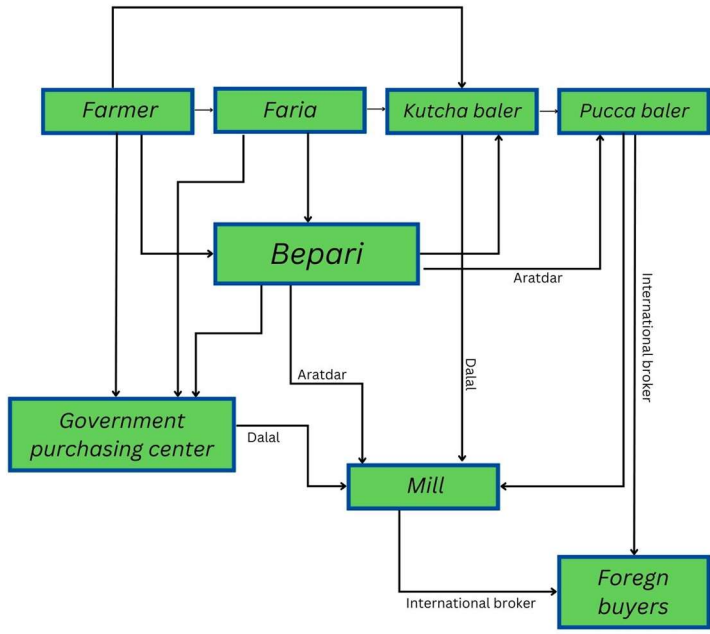 Farmer
Faria
Kutcha baler
Pucca baler
Bepari
Aratdar
International broker
Aratdar
Dalal
Government
purchasing center
Dalal
Mill
International broker
Foregn
buyers